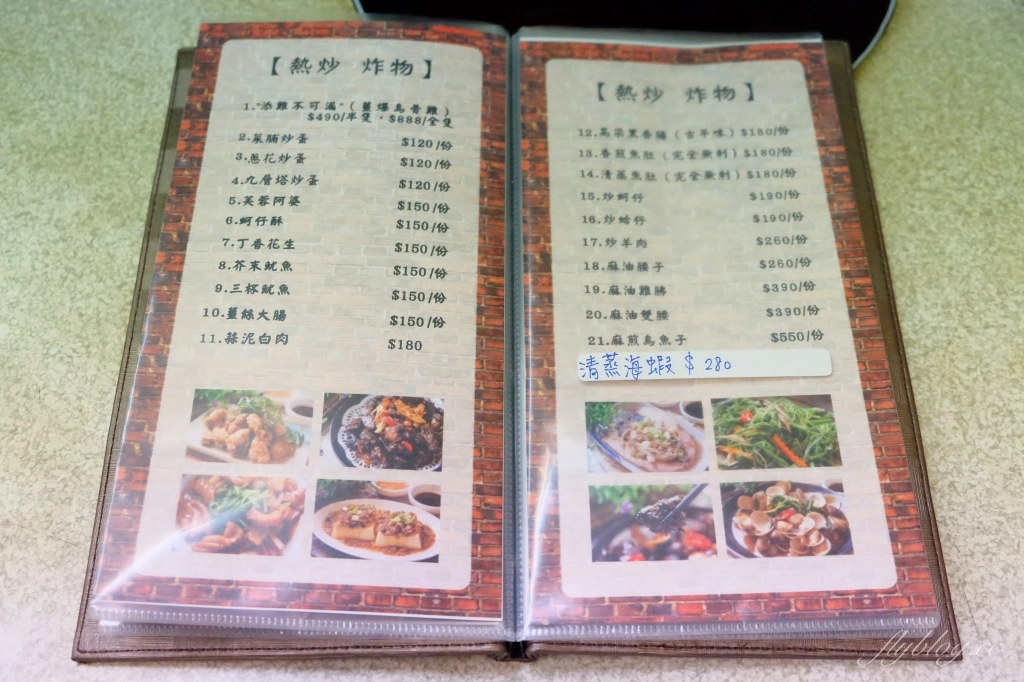 【熱炒 炸物】
1."添雞不可溻"（薑爆烏骨雞）
$490/半隻・$888/全隻
2.菜脯炒蛋 $120/份
3.蔥花炒蛋 $120/份
4.九層塔炒蛋 $120/份
5.芙蓉阿婆 $150/份
6.蚵仔酥 $150/份
7.丁香花生 $150/份
8.芥末魷魚 $150/份
9.三杯魷魚 $150/份
10.薑絲大腸 $150/份
11.蒜泥白肉 $180
【熱炒 炸物】
12.高粱黑香腸（古早味）$180/份
13.香煎魚肚（完全無刺）$180/份
14.清蒸魚肚（完全無刺）$180/份
15.炒蚵仔 $190/份
16.炒蛤仔 $190/份
17.炒羊肉 $260/份
18.麻油腰子 $260/份
19.麻油雞腓 $390/份
20.麻油雙腰 $390/份
21.麻煎烏魚子 $550/份
清蒸海蝦 $ 280
flyblog.cc